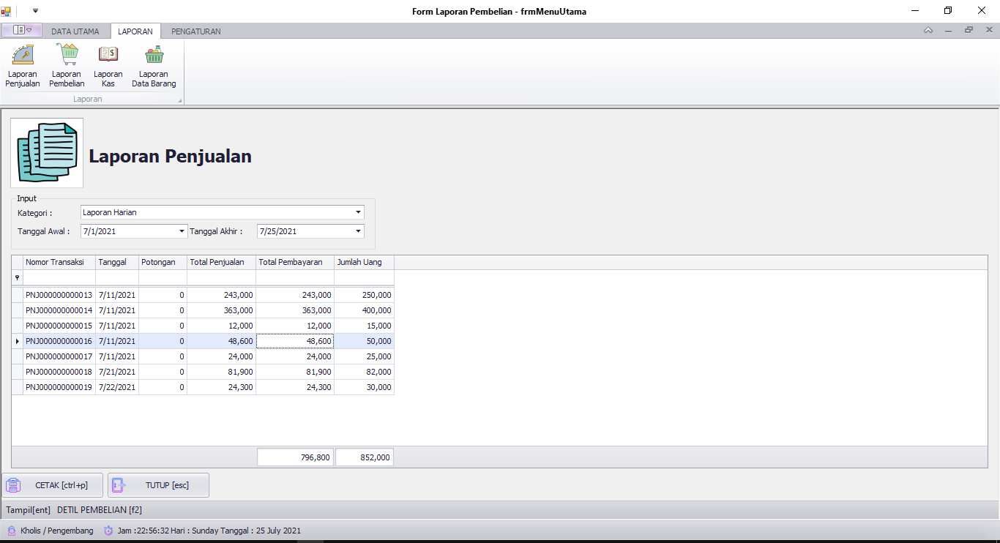 Form Laporan Pembelian - frmMenuUtama
DATA UTAMA LAPORAN PENGATURAN
Laporan Penjualan
Laporan Pembelian
Laporan Kas
Laporan Data Barang
Laporan
Laporan Penjualan
Input
Kategori : Laporan Harian
Tanggal Awal : 7/1/2021 Tanggal Akhir : 7/25/2021
Nomor Transaksi Tanggal Potongan Total Penjualan Total Pembayaran Jumlah Uang
PNJ000000000013 7/11/2021 0 243,000 243,000 250,000
PNJ000000000014 7/11/2021 0 363,000 363,000 400,000
PNJ000000000015 7/11/2021 0 12,000 12,000 15,000
PNJ000000000016 7/11/2021 0 48,600 48,600 50,000
PNJ000000000017 7/11/2021 0 24,000 24,000 25,000
PNJ000000000018 7/21/2021 0 81,900 81,900 82,000
PNJ000000000019 7/22/2021 0 24,300 24,300 30,000
796,800 852,000
CETAK [ctrl+p] TUTUP [esc]
Tampil[ent] DETIL PEMBELIAN [f2]
Kholis / Pengembang Jam :22:56:32 Hari : Sunday Tanggal : 25 July 2021